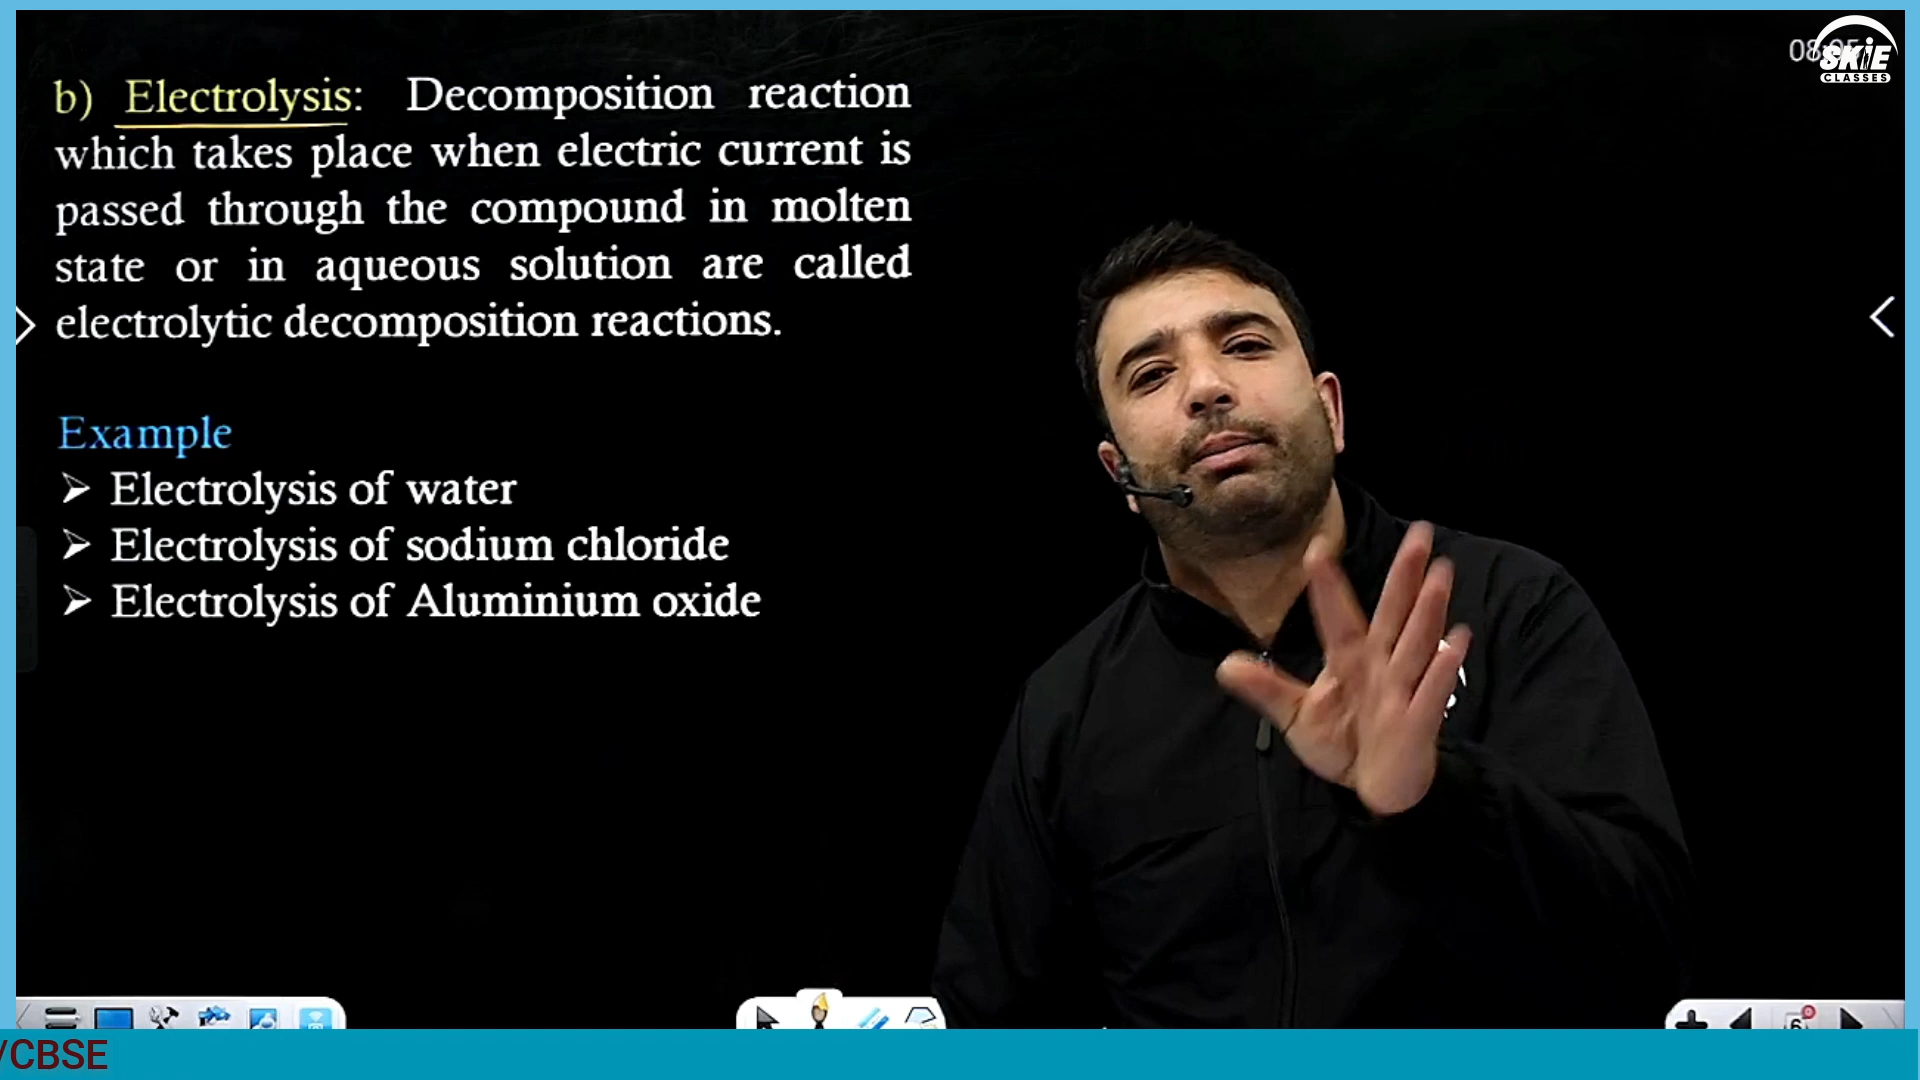 SKiE
CLASSES
b) Electrolysis: Decomposition reaction
which takes place when electric current is
passed through the compound in molten
state or in aqueous solution are called
electrolytic decomposition reactions.
Example
➢ Electrolysis of water
➢ Electrolysis of sodium chloride
➢ Electrolysis of Aluminium oxide
6
/CBSE